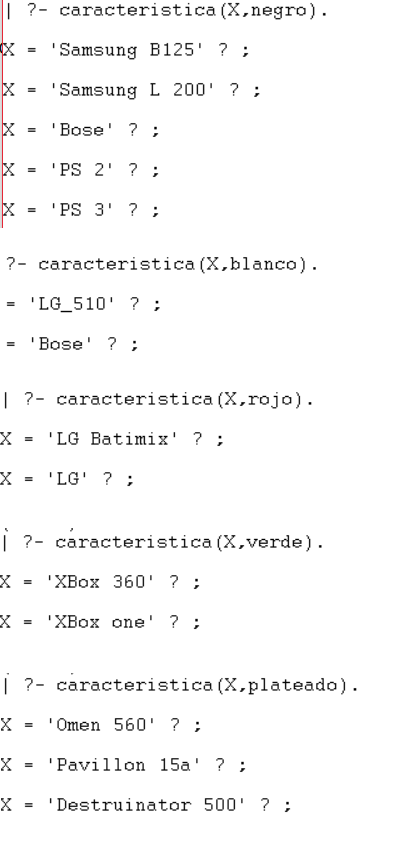 | ?- caracteristica(X,negro).
X = 'Samsung B125' ? ;
X = 'Samsung L 200' ? ;
X = 'Bose' ? ;
X = 'PS 2' ? ;
X = 'PS 3' ? ;
?- caracteristica(X,blanco).
= 'LG_510' ? ;
= 'Bose' ? ;
| ?- caracteristica(X,rojo).
X = 'LG Batimix' ? ;
X = 'LG' ? ;
| ?- caracteristica(X,verde).
X = 'XBox 360' ? ;
X = 'XBox one' ? ;
| ?- caracteristica(X,plateado).
X = 'Omen 560' ? ;
X = 'Pavillon 15a' ? ;
X = 'Destruinator 500' ? ;